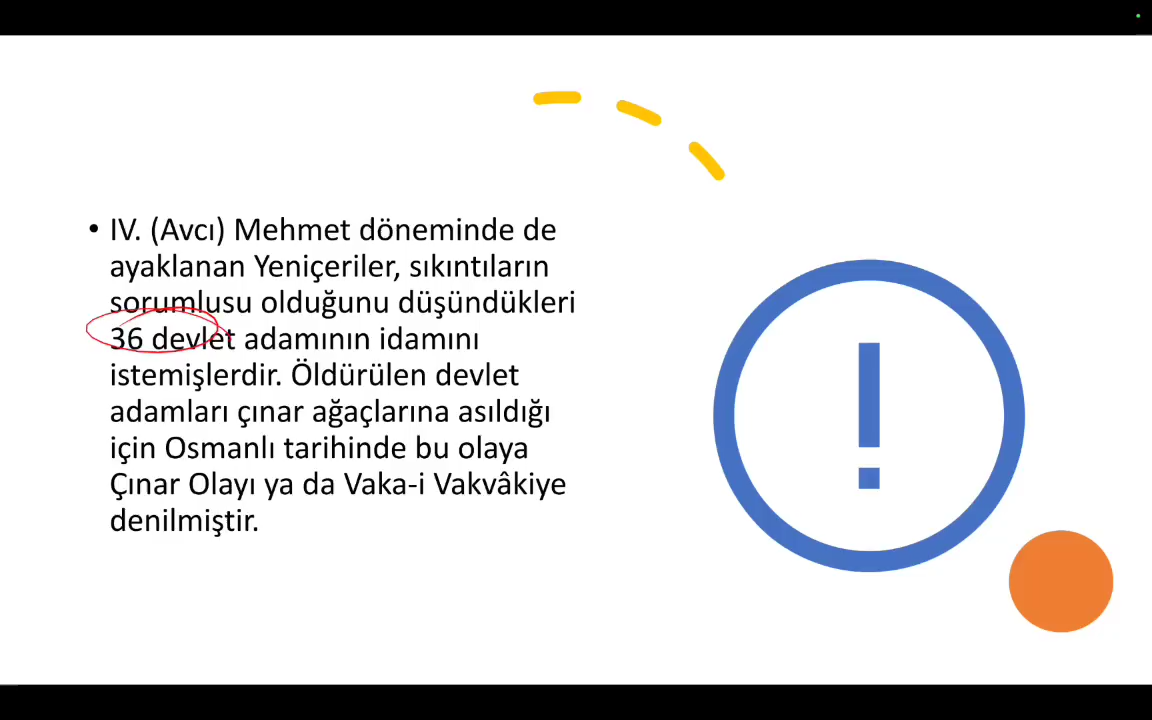 • IV. (Avcı) Mehmet döneminde de
ayaklanan Yeniçeriler, sıkıntıların
sorumlusu olduğunu düşündükleri
36 devlet adamının idamını
istemişlerdir. Öldürülen devlet
adamları çınar ağaçlarına asıldığı
için Osmanlı tarihinde bu olaya
Çınar Olayı ya da Vaka-i Vakvâkiye
denilmiştir.
!